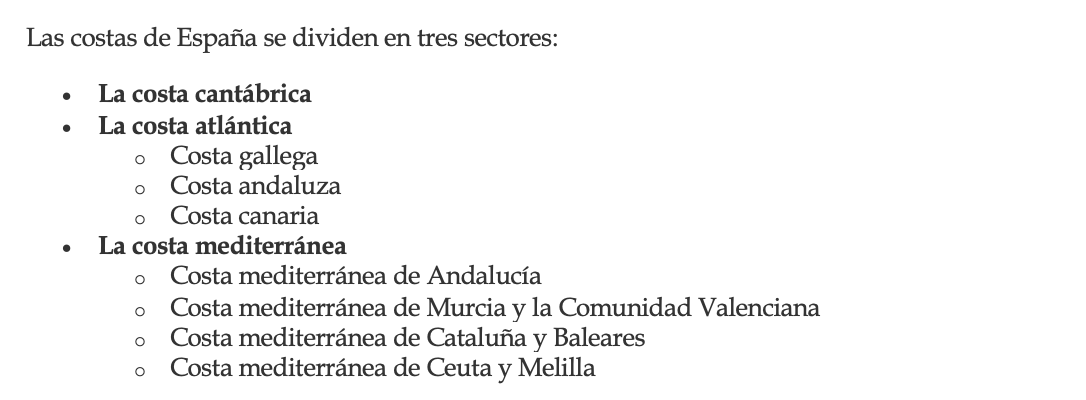 Las costas de España se dividen en tres sectores:
• La costa cantábrica
• La costa atlántica
o Costa gallega
o Costa andaluza
o Costa canaria
• La costa mediterránea
o Costa mediterránea de Andalucía
o Costa mediterránea de Murcia y la Comunidad Valenciana
o Costa mediterránea de Cataluña y Baleares
o Costa mediterránea de Ceuta y Melilla